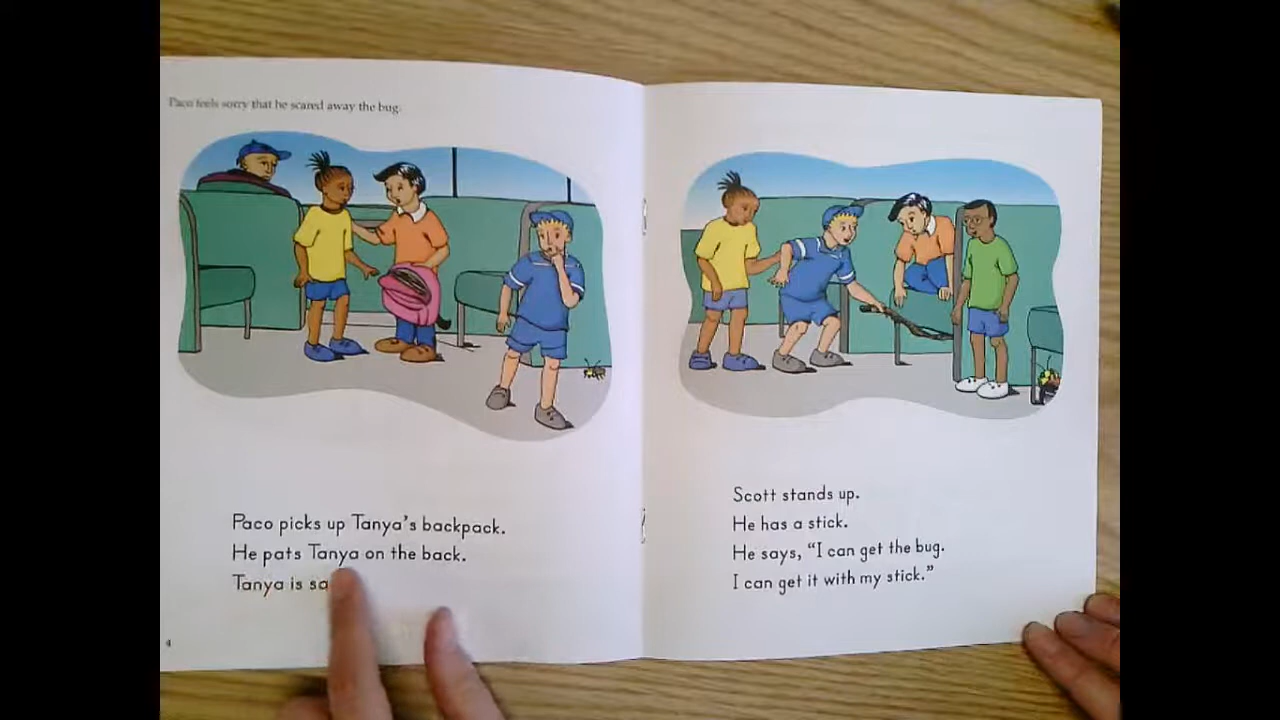 Paco feels sorry that he scared away the bug.
Paco picks up Tanya's backpack.
He pats Tanya on the back.
Tanya is
4
Scott stands up.
He has a stick.
He says, "I can get the bug.
I can get it with my stick."